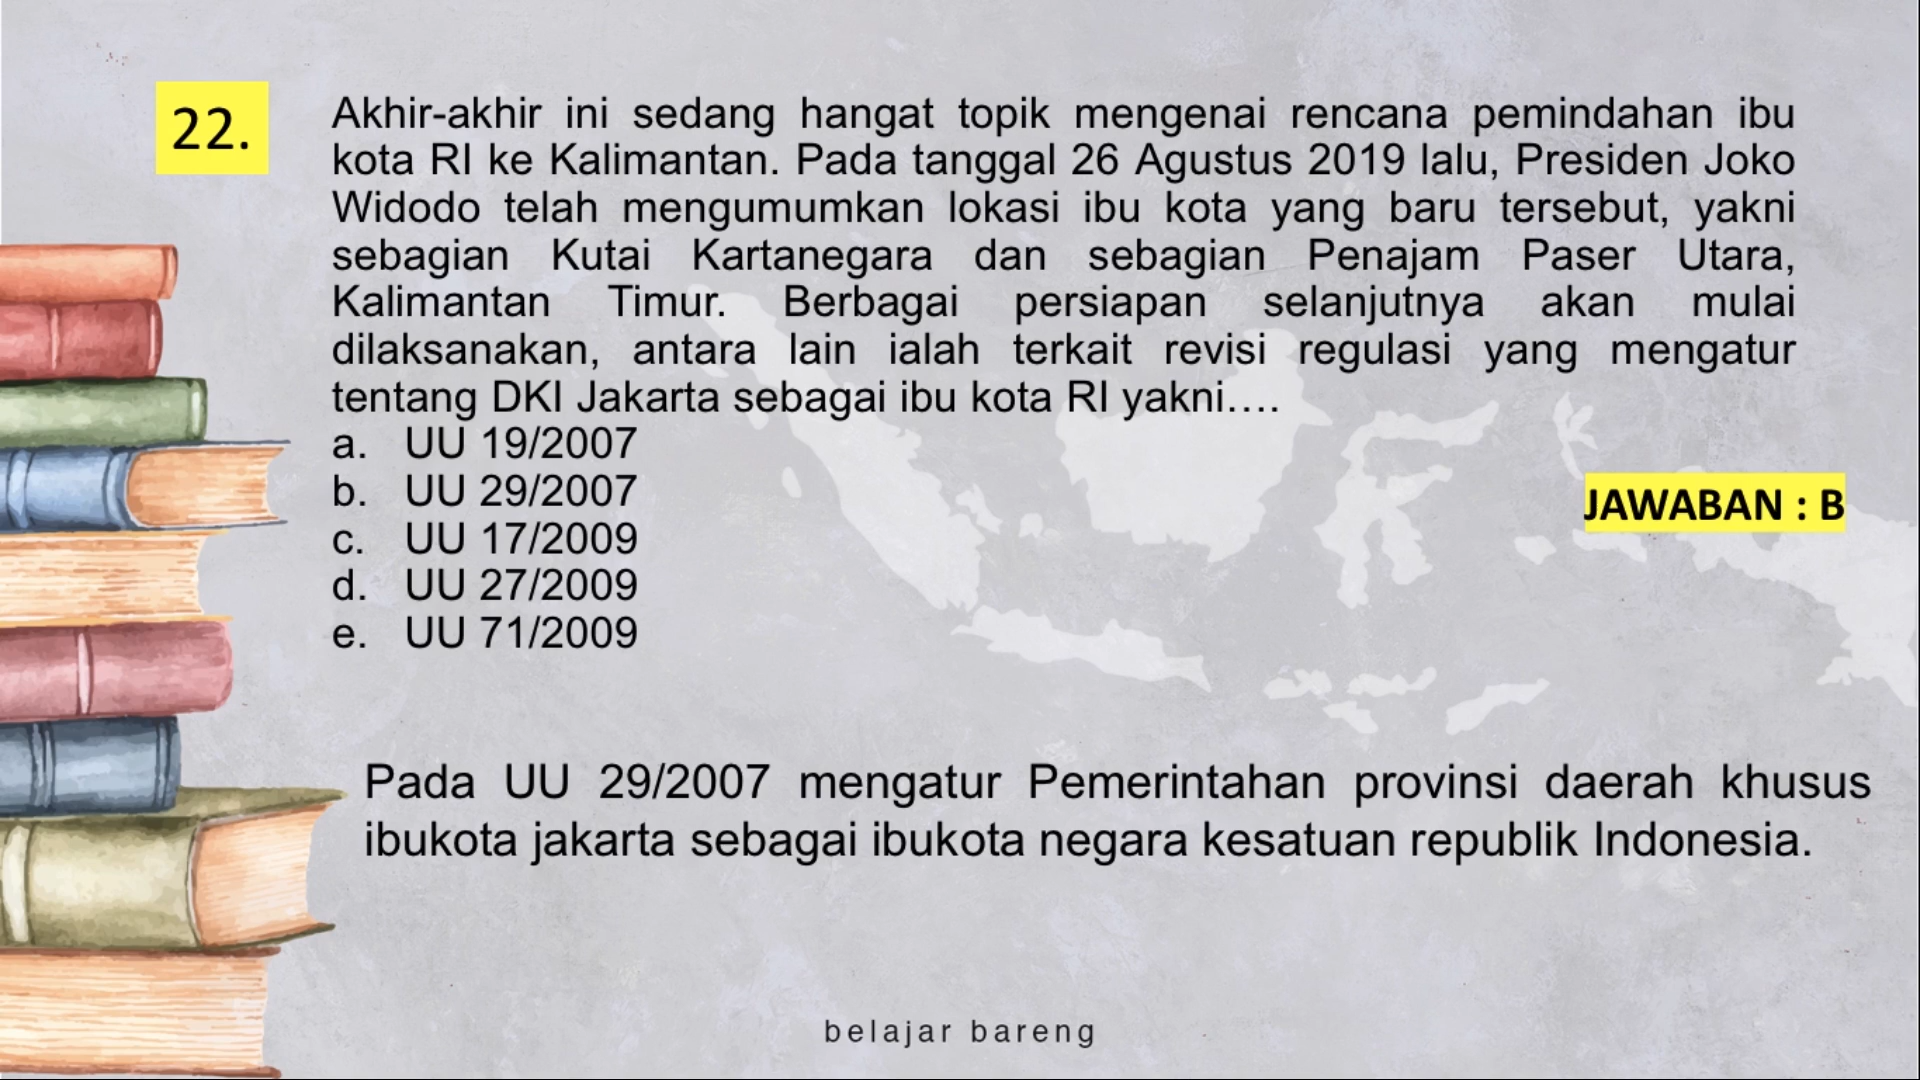 22.
Akhir-akhir ini sedang hangat topik mengenai rencana pemindahan ibu
kota RI ke Kalimantan. Pada tanggal 26 Agustus 2019 lalu, Presiden Joko
Widodo telah mengumumkan lokasi ibu kota yang baru tersebut, yakni
sebagian Kutai Kartanegara dan sebagian Penajam Paser Utara,
Kalimantan Timur. Berbagai persiapan selanjutnya akan mulai
dilaksanakan, antara lain ialah terkait revisi regulasi yang mengatur
tentang DKI Jakarta sebagai ibu kota RI yakni….
a. UU 19/2007
b. UU 29/2007
c. UU 17/2009
d. UU 27/2009
e. UU 71/2009
JAWABAN : B
Pada UU 29/2007 mengatur Pemerintahan provinsi daerah khusus
ibukota jakarta sebagai ibukota negara kesatuan republik Indonesia.
belajar bareng